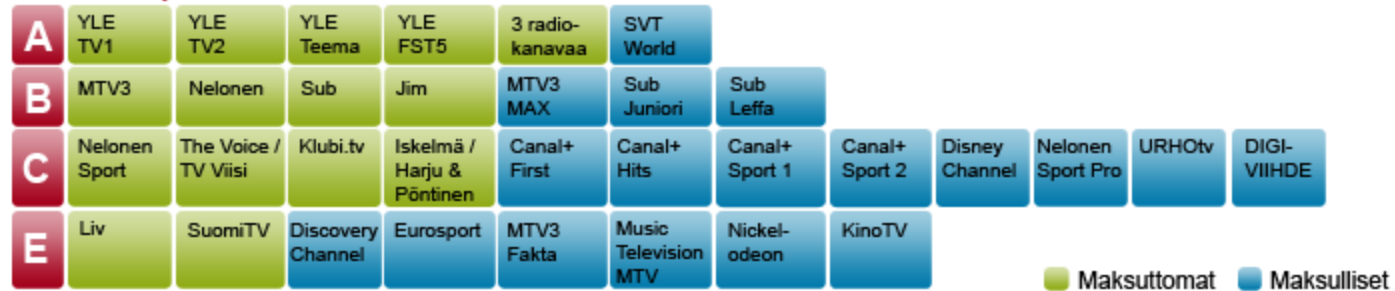 A
YLE
TV1
YLE
TV2
YLE
Teema
YLE
FST5
3 radio-
kanavaa
SVT
World
B
MTV3
Nelonen
Sub
Jim
MTV3
MAX
Sub
Juniori
Sub
Leffa
C
Nelonen
Sport
The Voice /
TV Viisi
Klubi.tv
Iskelmä /
Harju &
Pöntinen
Canal+
First
Canal+
Hits
Canal+
Sport 1
Canal+
Sport 2
Disney
Channel
Nelonen
Sport Pro
URHOtv
DIGI-
VIIHDE
E
Liv
SuomiTV
Discovery
Channel
Eurosport
MTV3
Fakta
Music
Television
MTV
Nickel-
odeon
KinoTV
Maksuttomat
Maksulliset